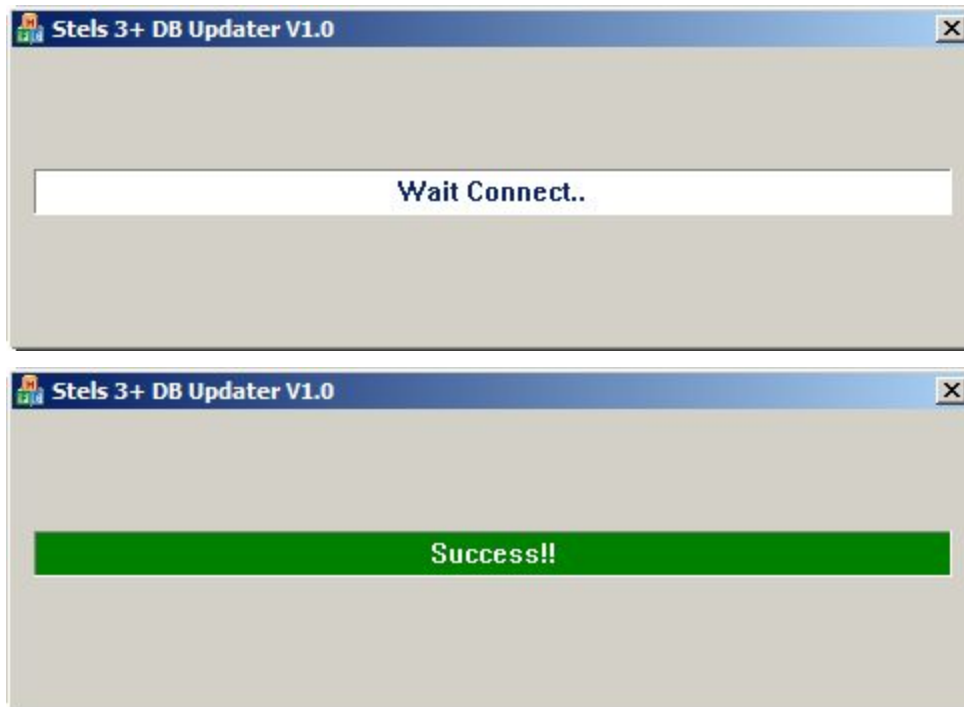 Stels 3+ DB Updater V1.0
Wait Connect..
Stels 3+ DB Updater V1.0
Success!!